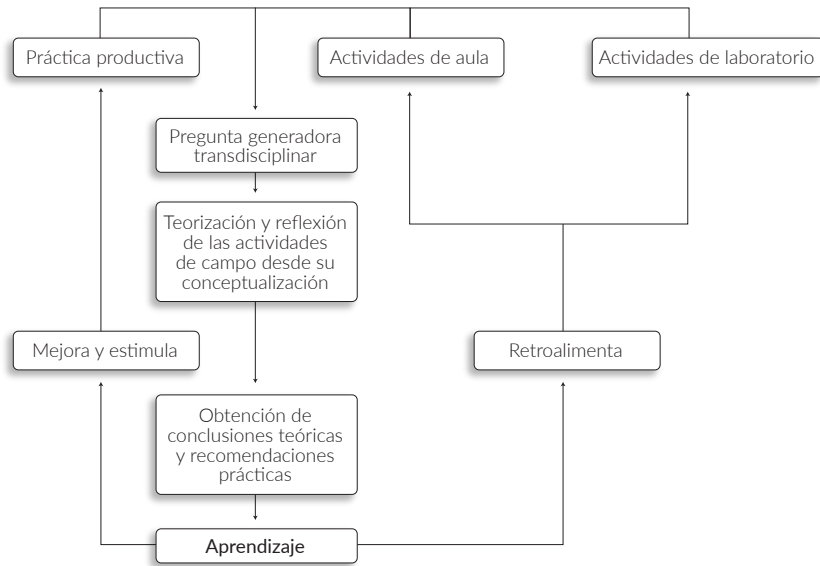 Práctica productiva
Actividades de aula
Actividades de laboratorio
Pregunta generadora
transdisciplinar
Teorización y reflexión
de las actividades
de campo desde su
conceptualización
Mejora y estimula
Retroalimenta
Obtención de
conclusiones teóricas
y recomendaciones
prácticas
Aprendizaje